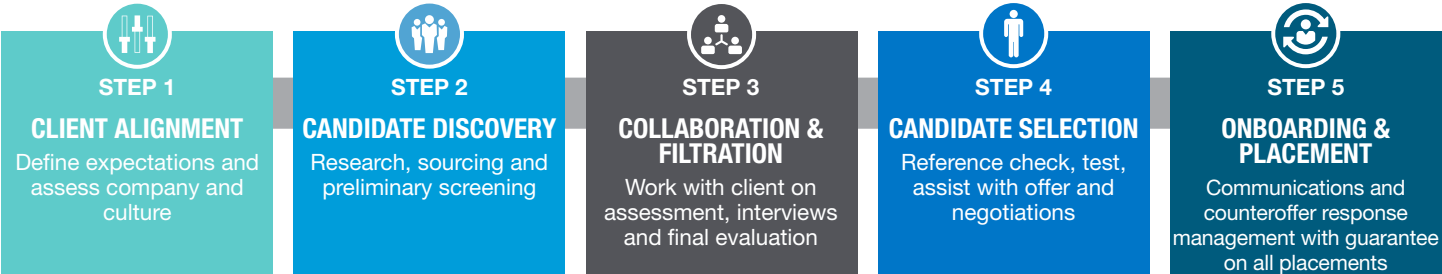 STEP 1
CLIENT ALIGNMENT
Define expectations and
assess company and
culture
STEP 2
CANDIDATE DISCOVERY
Research, sourcing and
preliminary screening
STEP 3
COLLABORATION &
FILTRATION
Work with client on
assessment, interviews
and final evaluation
STEP 4
CANDIDATE SELECTION
Reference check, test,
assist with offer and
negotiations
STEP 5
ONBOARDING &
PLACEMENT
Communications and
counteroffer response
management with guarantee
on all placements